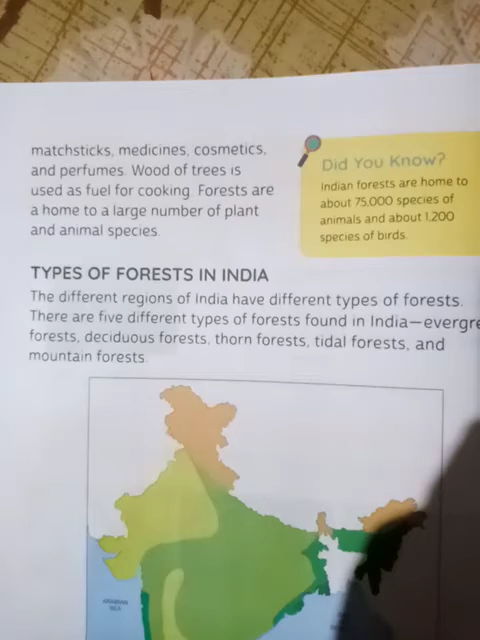 matchsticks, medicines, cosmetics,
and perfumes. Wood of trees is
used as fuel for cooking. Forests are
a home to a large number of plant
and animal species.
Did You Know?
Indian forests are home to
about 75,000 species of
animals and about 1,200
species of birds.
TYPES OF FORESTS IN INDIA
The different regions of India have different types of forests.
There are five different types of forests found in India—evergre
forests, deciduous forests, thorn forests, tidal forests, and
mountain forests.
ARABIAN
SEA